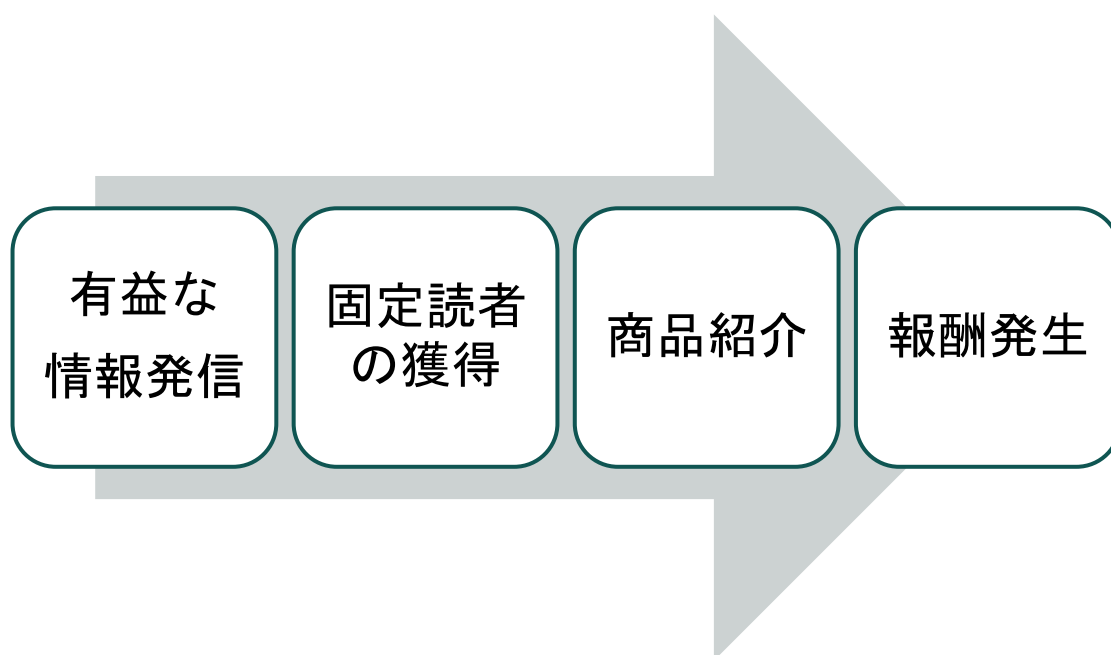 有益な
情報発信
固定読者
の獲得
商品紹介
報酬発生